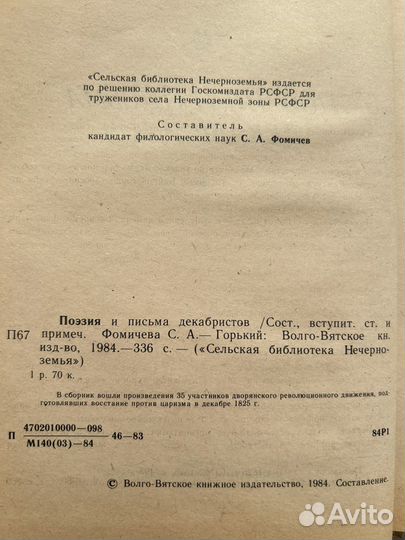 «Сельская библиотека Нечерноземья» издается
по решению коллегии Госкомиздата РСФСР для
тружеников села Нечерноземной зоны РСФСР
Составитель
кандидат филологических наук С. А. Фомичев
Поэзия и письма декабристов /Сост., вступит. ст. и
П67 примеч. Фомичева С. А.— Горький: Волго-Вятское кн.
изд-во, 1984.—336 с. — («Сельская библиотека Нечерно-
земья»)
1 р. 70 к.
В сборник вошли произведения 35 участников дворянского революционного движения, под-
готовлявших восстание против царизма в декабре 1825 г.
4702010000—098
П 46—83 84Р1
М140(03)—84
© Волго-Вятское книжное издательство, 1984. Составление.
Avito